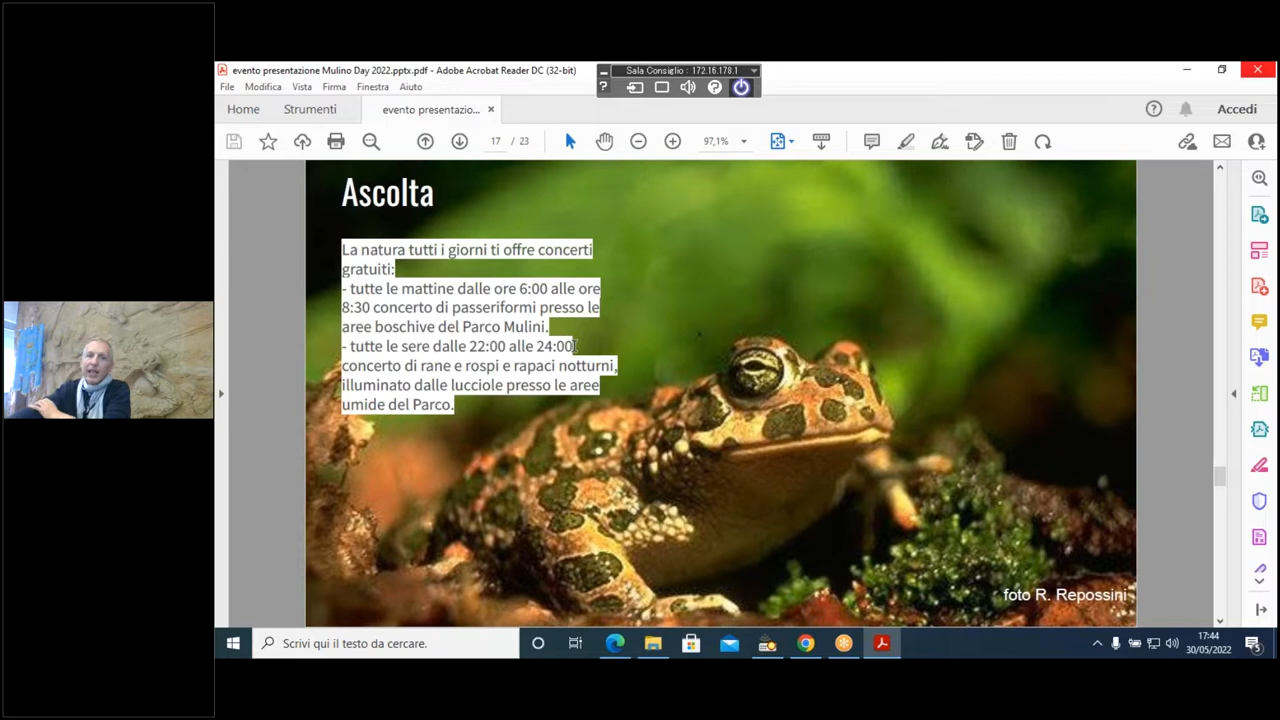 evento presentazione Mulino Day 2022.pptx.pdf - Adobe Acrobat Reader DC (32-bit)
Sala Consiglio : 172.16.178.1
File Modifica Vista Firma Finestra Aiuto
Home Strumenti evento presentazio... Accedi
17 / 23 97,1%
Ascolta
La natura tutti i giorni ti offre concerti
gratuiti:
- tutte le mattine dalle ore 6:00 alle ore
8:30 concerto di passeriformi presso le
aree boschive del Parco Mulini.
- tutte le sere dalle 22:00 alle 24:00
concerto di rane e rospi e rapaci notturni,
illuminato dalle lucciole presso le aree
umide del Parco.
foto R. Repossini
Scrivi qui il testo da cercare.
17:44
30/05/2022
5